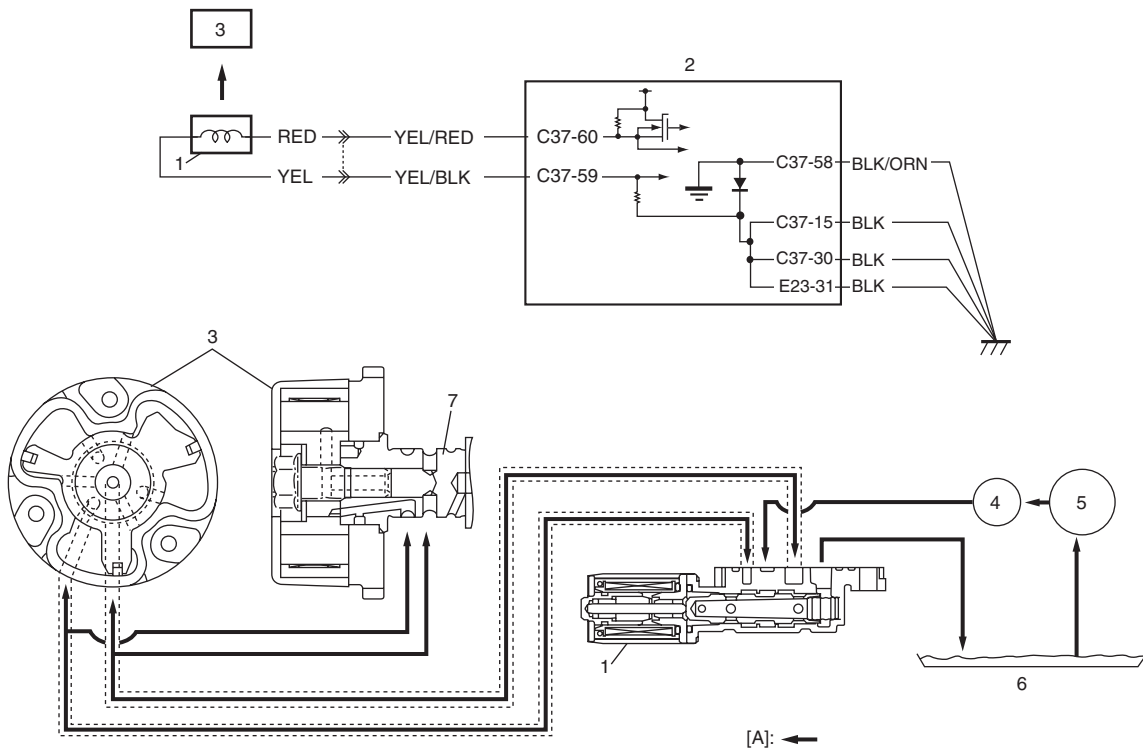 3
2
1
RED
YEL/RED
C37-60
YEL
YEL/BLK
C37-59
C37-58
BLK/ORN
C37-15
BLK
C37-30
BLK
E23-31
BLK
3
7
4
5
1
6
[A]: